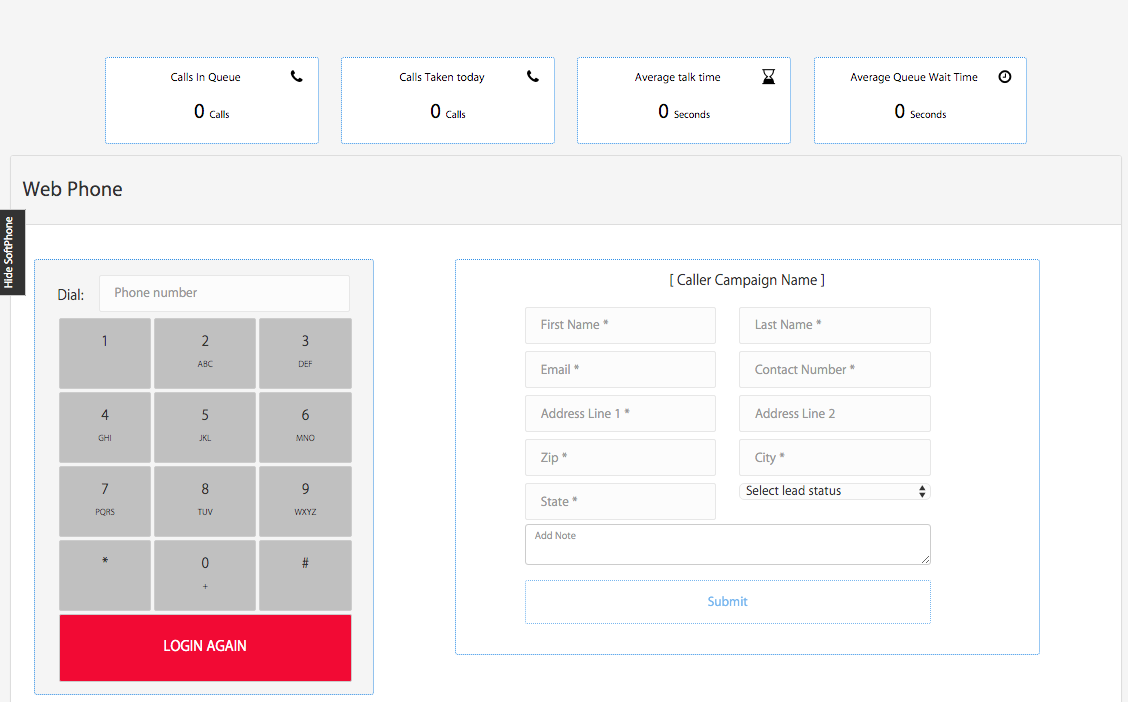 Calls In Queue
0 Calls
Calls Taken today
0 Calls
Average talk time
0 Seconds
Average Queue Wait Time
0 Seconds
Web Phone
Hide SoftPhone
Dial: Phone number
1
2
ABC
3
DEF
4
GHI
5
JKL
6
MNO
7
PQRS
8
TUV
9
WXYZ
*
0
+
#
LOGIN AGAIN
[ Caller Campaign Name ]
First Name *
Last Name *
Email *
Contact Number *
Address Line 1 *
Address Line 2
Zip *
City *
State *
Select lead status
Add Note
Submit